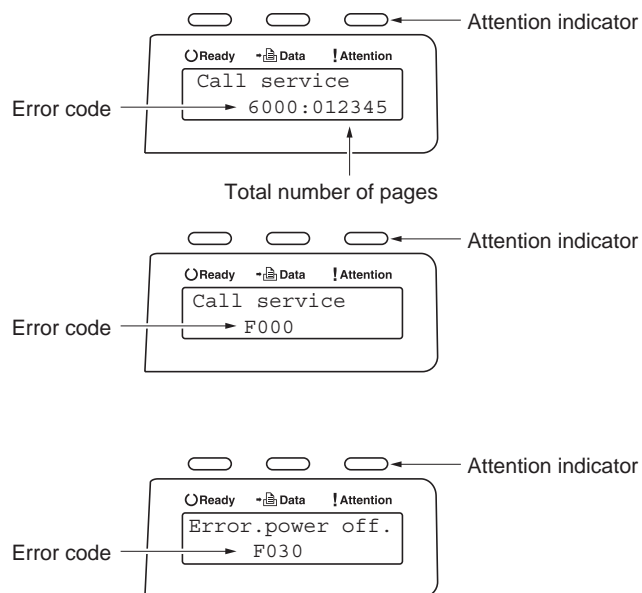 Attention indicator
Ready Data Attention
Call service
Error code
6000:012345
Total number of pages
Attention indicator
Ready Data Attention
Call service
Error code
F000
Attention indicator
Ready Data Attention
Error.power off.
Error code
F030